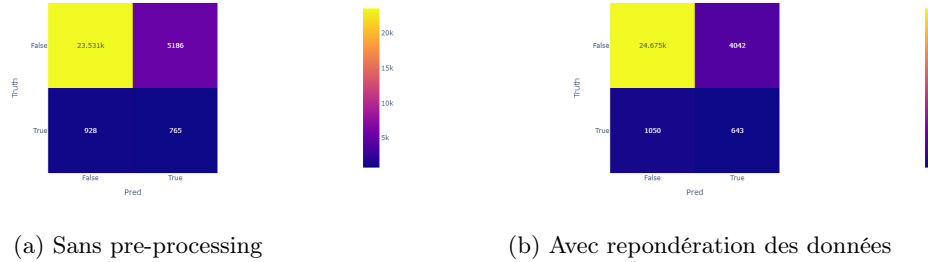 False
23.531k
5186
20k
Truth
15k
10k
True
928
765
5k
False
True
Pred
False
24.675k
4042
Truth
True
1050
643
False
True
Pred
(a) Sans pre-processing
(b) Avec repondération des données